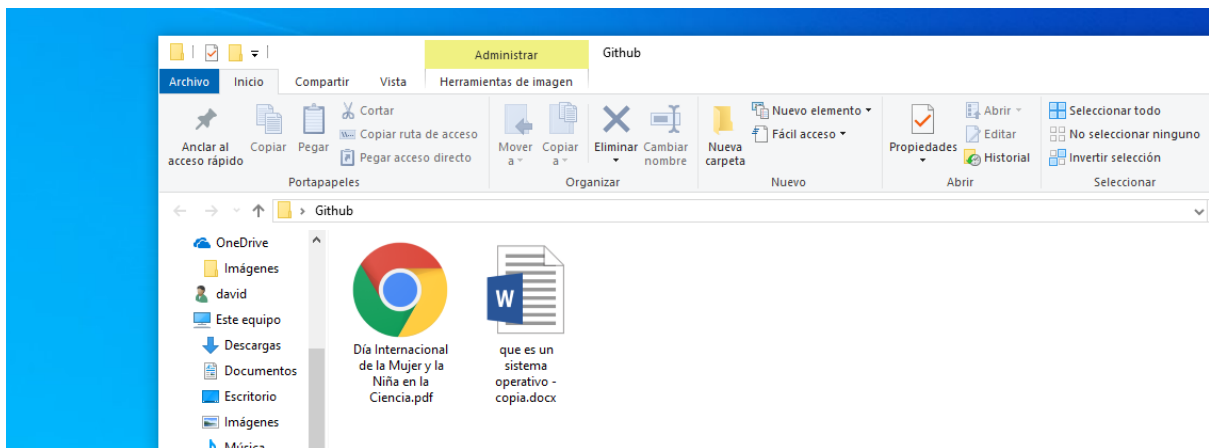 Administrar
Github
Archivo
Inicio
Compartir
Vista
Herramientas de imagen
Anclar al
acceso rápido
Copiar
Pegar
Cortar
Copiar ruta de acceso
Pegar acceso directo
Portapapeles
Mover
a
Copiar
a
Eliminar
Cambiar
nombre
Organizar
Nueva
carpeta
Nuevo elemento
Fácil acceso
Nuevo
Propiedades
Abrir
Editar
Historial
Abrir
Seleccionar todo
No seleccionar ninguno
Invertir selección
Seleccionar
Github
OneDrive
Imágenes
david
Este equipo
Descargas
Documentos
Escritorio
Imágenes
Música
Día Internacional
de la Mujer y la
Niña en la
Ciencia.pdf
W
que es un
sistema
operativo -
copia.docx